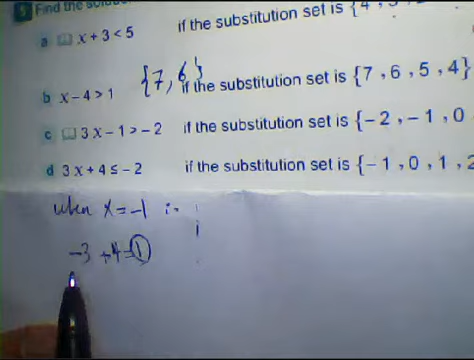 Find the
a x + 3 < 5 if the substitution set is {4
b x - 4 > 1 {7, 6} if the substitution set is {7 , 6 , 5 , 4}
c 3 x - 1 > - 2 if the substitution set is {- 2 , - 1 , 0
d 3 x + 4 ≤ - 2 if the substitution set is {- 1 , 0 , 1 , 2
when x = -1
-3 + 4 = 1